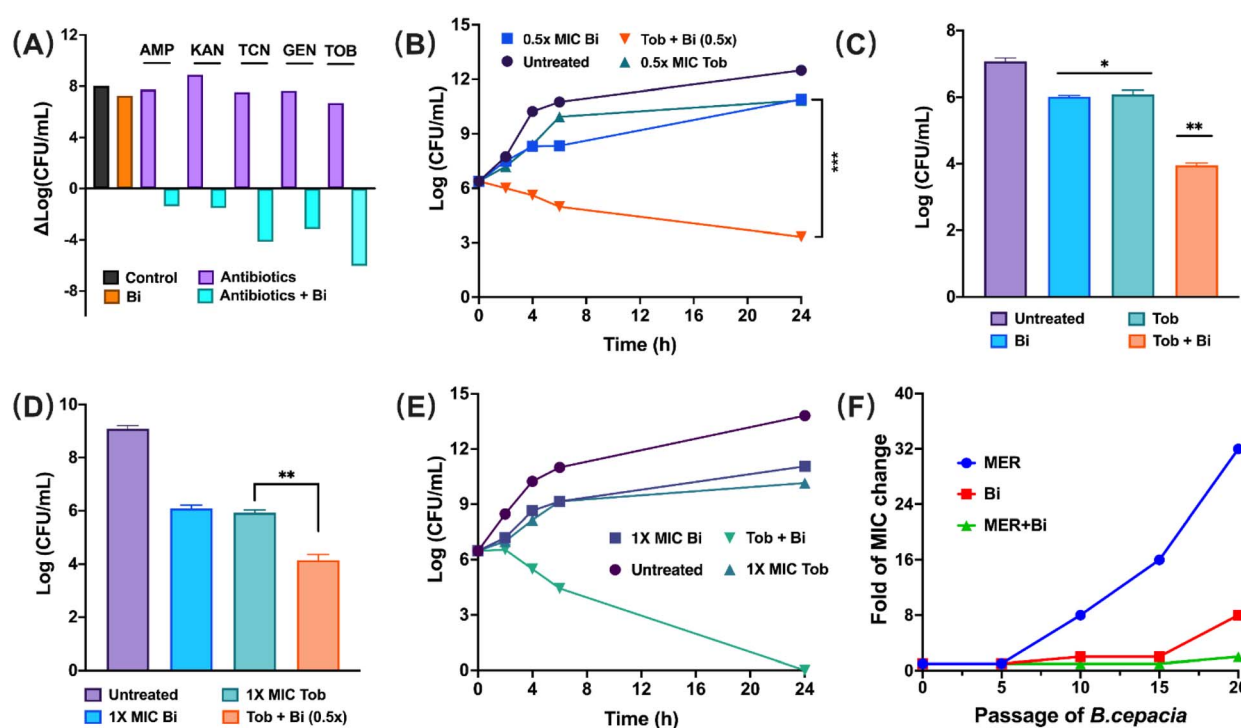 (A)
AMP KAN TCN GEN TOB
ΔLog(CFU/mL)
12
8
4
0
-4
-8
Control
Bi
Antibiotics
Antibiotics + Bi
(B)
Log (CFU/mL)
15
12
9
6
3
0
0.5x MIC Bi
Untreated
Tob + Bi (0.5x)
0.5x MIC Tob
***
0 4 8 12 16 20 24
Time (h)
(C)
Log (CFU/mL)
8
6
4
2
0
*
**
Untreated
Bi
Tob
Tob + Bi
(D)
Log (CFU/mL)
10
8
6
4
2
0
**
Untreated
1X MIC Bi
1X MIC Tob
Tob + Bi (0.5x)
(E)
Log (CFU/mL)
15
12
9
6
3
0
1X MIC Bi
Untreated
Tob + Bi
1X MIC Tob
0 4 8 12 16 20 24
Time (h)
(F)
Fold of MIC change
40
32
24
16
8
0
MER
Bi
MER+Bi
0 5 10 15 20
Passage of B.cepacia